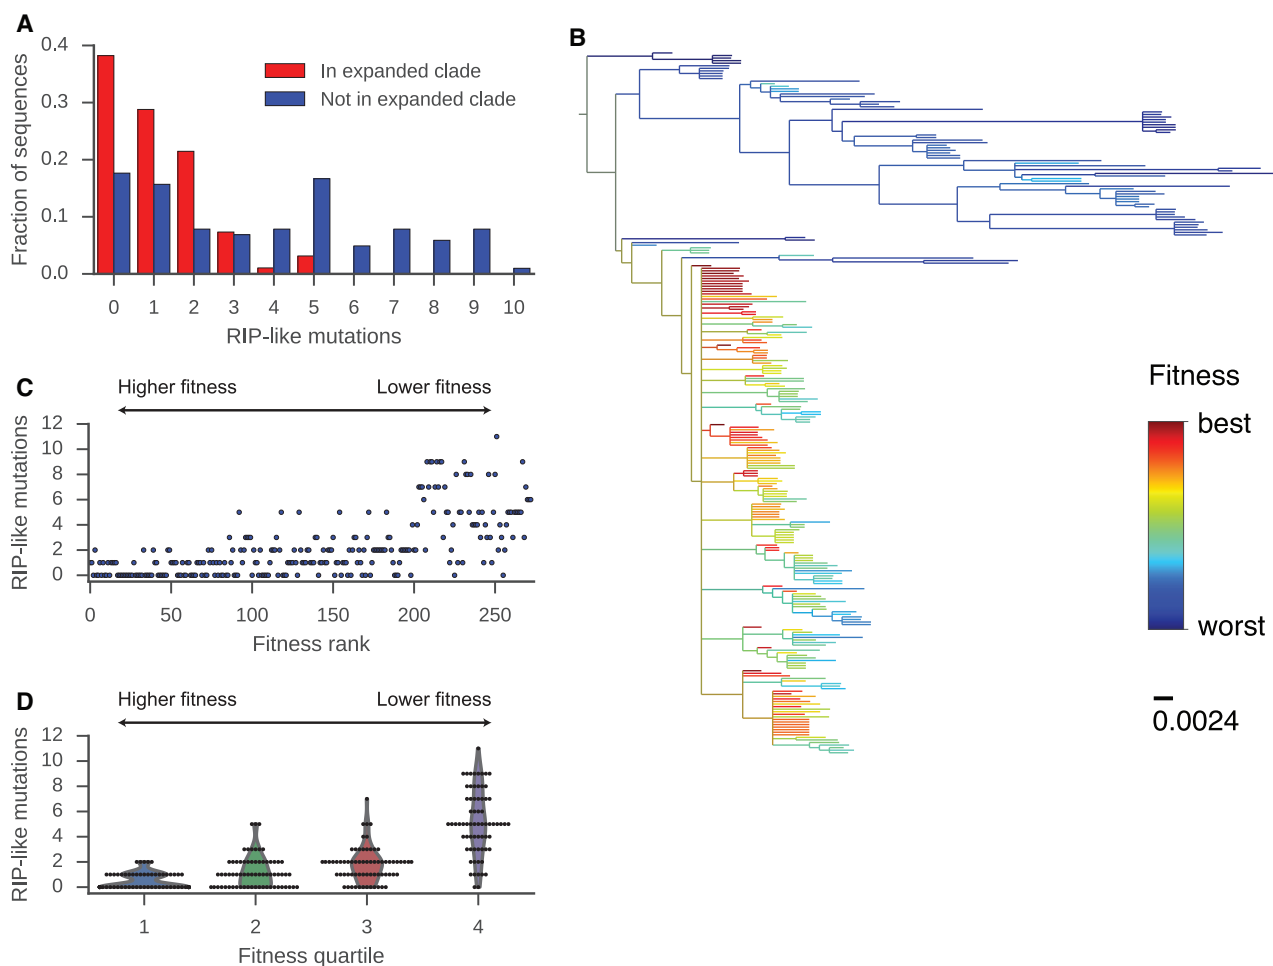 A
0.4
0.3
0.2
0.1
0.0
Fraction of sequences
In expanded clade
Not in expanded clade
0 1 2 3 4 5 6 7 8 9 10
RIP-like mutations
B
Fitness
best
worst
0.0024
C
Higher fitness Lower fitness
12
10
8
6
4
2
0
RIP-like mutations
0 50 100 150 200 250
Fitness rank
D
Higher fitness Lower fitness
12
10
8
6
4
2
0
RIP-like mutations
1 2 3 4
Fitness quartile